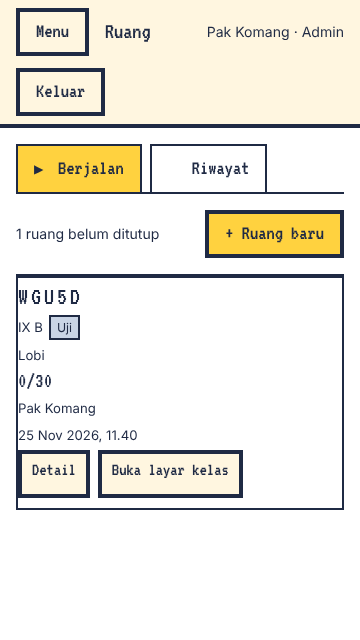 Menu Ruang Pak Komang · Admin
Keluar
▶ Berjalan Riwayat
1 ruang belum ditutup + Ruang baru
WGU5D
IX B Uji
Lobi
0/30
Pak Komang
25 Nov 2026, 11.40
Detail Buka layar kelas